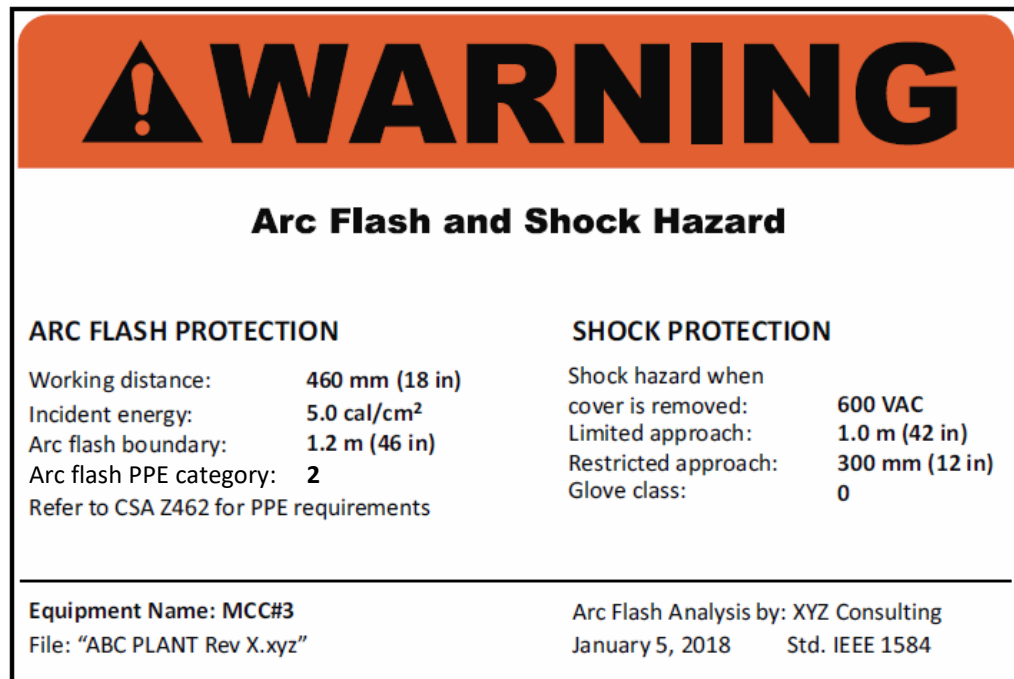 WARNING
Arc Flash and Shock Hazard
ARC FLASH PROTECTION
Working distance: 460 mm (18 in)
Incident energy: 5.0 cal/cm²
Arc flash boundary: 1.2 m (46 in)
Arc flash PPE category: 2
Refer to CSA Z462 for PPE requirements
SHOCK PROTECTION
Shock hazard when
cover is removed: 600 VAC
Limited approach: 1.0 m (42 in)
Restricted approach: 300 mm (12 in)
Glove class: 0
Equipment Name: MCC#3
File: “ABC PLANT Rev X.xyz”
Arc Flash Analysis by: XYZ Consulting
January 5, 2018 Std. IEEE 1584